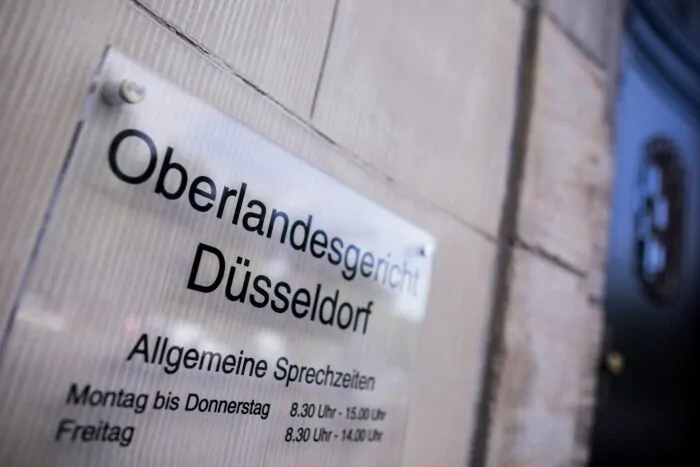 Oberlandesgericht
Düsseldorf
Allgemeine Sprechzeiten
Montag bis Donnerstag 8.30 Uhr - 15.00 Uhr
Freitag 8.30 Uhr - 14.00 Uhr